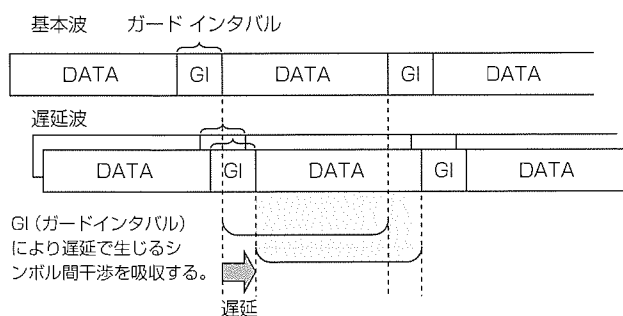 基本波 ガード インタバル
DATA GI DATA GI DATA
遅延波
DATA GI DATA GI DATA
GI(ガードインタバル)
により遅延で生じるシ
ンボル間干渉を吸収する。
遅延